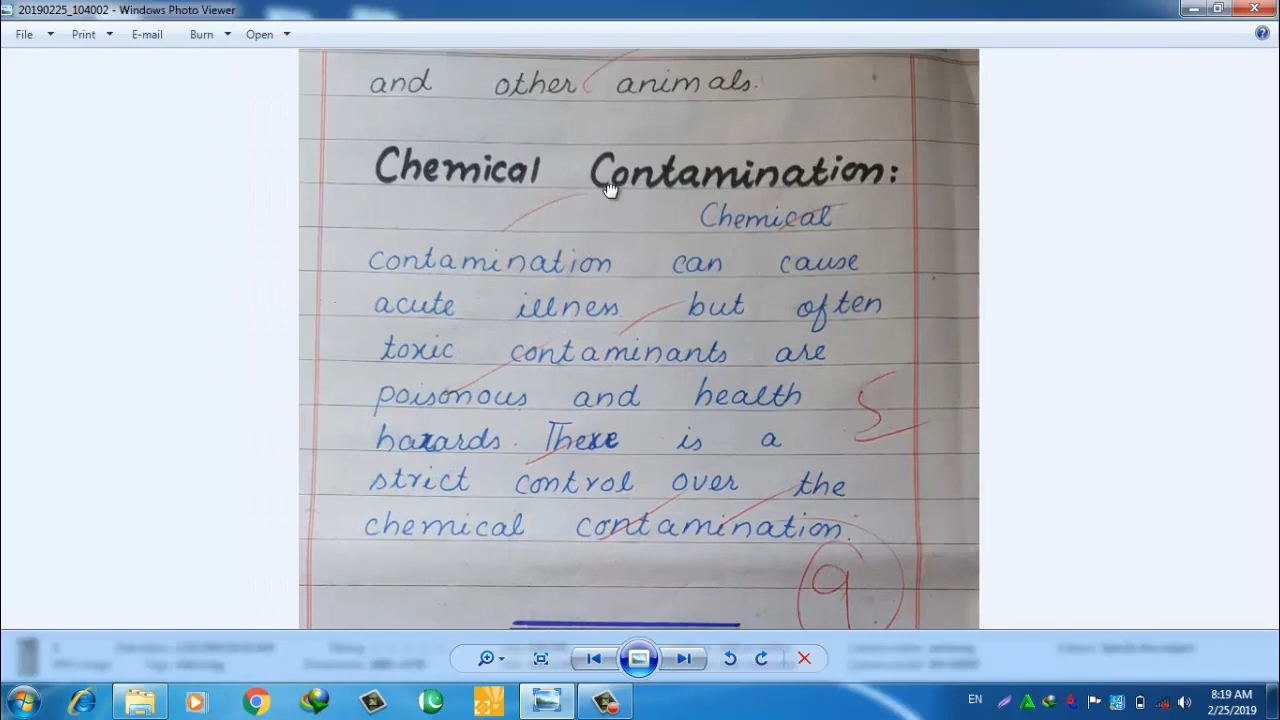 20190225_104002 - Windows Photo Viewer
File Print E-mail Burn Open
and other animals.
Chemical Contamination:
Chemical
contamination can cause
acute illness but often
toxic contaminants are
poisonous and health
hazards. There is a
strict control over the
chemical contamination.
5
9
EN
8:19 AM
2/25/2019